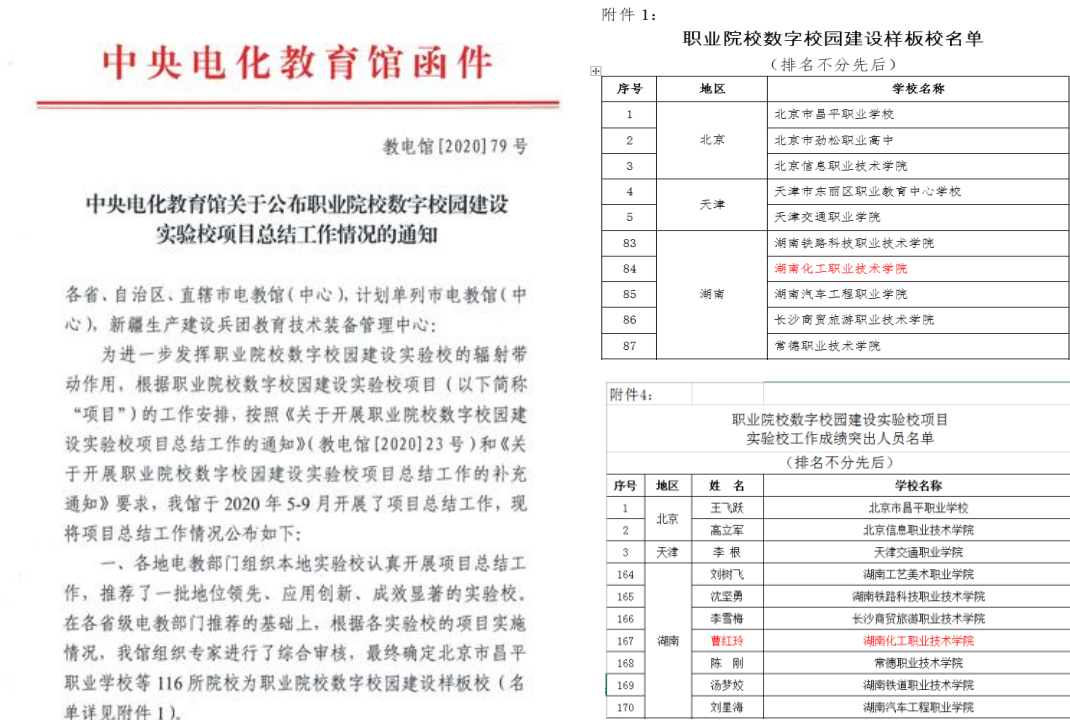 中央电化教育馆函件
教电馆[2020]79号
中央电化教育馆关于公布职业院校数字校园建设
实验校项目总结工作情况的通知
各省、自治区、直辖市电教馆(中心),计划单列市电教馆(中
心),新疆生产建设兵团教育技术装备管理中心:
为进一步发挥职业院校数字校园建设实验校的辐射带
动作用,根据职业院校数字校园建设实验校项目(以下简称
“项目”)的工作安排,按照《关于开展职业院校数字校园建
设实验校项目总结工作的通知》(教电馆[2020]23号)和《关
于开展职业院校数字校园建设实验校项目总结工作的补充
通知》要求,我馆于2020年5-9月开展了项目总结工作,现
将项目总结工作情况公布如下:
一、各地电教部门组织本地实验校认真开展项目总结工
作,推荐了一批地位领先、应用创新、成效显著的实验校。
在各省级电教部门推荐的基础上,根据各实验校的项目实施
情况,我馆组织专家进行了综合审核,最终确定北京市昌平
职业学校等116所院校为职业院校数字校园建设样板校(名
单详见附件1)。
附件1:
职业院校数字校园建设样板校名单
(排名不分先后)
序号 地区 学校名称
1 北京 北京市昌平职业学校
2 北京市劲松职业高中
3 北京信息职业技术学院
4 天津 天津市东丽区职业教育中心学校
5 天津交通职业学院
83 湖南 湖南铁路科技职业技术学院
84 湖南化工职业技术学院
85 湖南汽车工程职业学院
86 长沙商贸旅游职业技术学院
87 常德职业技术学院
附件4:
职业院校数字校园建设实验校项目
实验校工作成绩突出人员名单
(排名不分先后)
序号 地区 姓 名 学校名称
1 北京 王飞跃 北京市昌平职业学校
2 高立军 北京信息职业技术学院
3 天津 李 根 天津交通职业学院
164 湖南 刘树飞 湖南工艺美术职业学院
165 沈坚勇 湖南铁路科技职业技术学院
166 李雪梅 长沙商贸旅游职业技术学院
167 曹红玲 湖南化工职业技术学院
168 陈 刚 常德职业技术学院
169 汤梦姣 湖南铁道职业技术学院
170 刘星海 湖南汽车工程职业学院